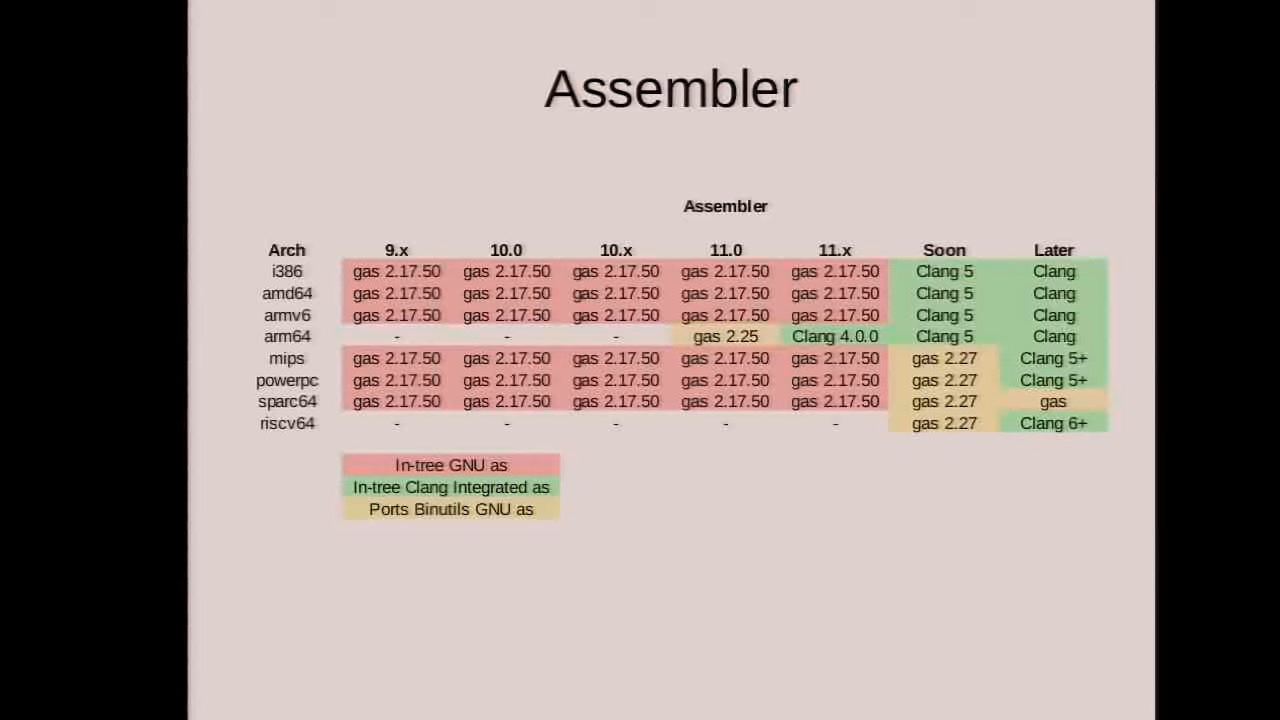 Assembler
Assembler
Arch 9.x 10.0 10.x 11.0 11.x Soon Later
i386 gas 2.17.50 gas 2.17.50 gas 2.17.50 gas 2.17.50 gas 2.17.50 Clang 5 Clang
amd64 gas 2.17.50 gas 2.17.50 gas 2.17.50 gas 2.17.50 gas 2.17.50 Clang 5 Clang
armv6 gas 2.17.50 gas 2.17.50 gas 2.17.50 gas 2.17.50 gas 2.17.50 Clang 5 Clang
arm64 - - - gas 2.25 Clang 4.0.0 Clang 5 Clang
mips gas 2.17.50 gas 2.17.50 gas 2.17.50 gas 2.17.50 gas 2.17.50 gas 2.27 Clang 5+
powerpc gas 2.17.50 gas 2.17.50 gas 2.17.50 gas 2.17.50 gas 2.17.50 gas 2.27 Clang 5+
sparc64 gas 2.17.50 gas 2.17.50 gas 2.17.50 gas 2.17.50 gas 2.17.50 gas 2.27 gas
riscv64 - - - - - gas 2.27 Clang 6+
In-tree GNU as
In-tree Clang Integrated as
Ports Binutils GNU as